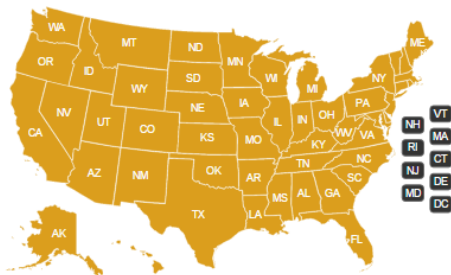 WA
MT
ND
MN
ME
OR
ID
SD
WI
NY
WY
MI
NV
NE
IA
PA
UT
CO
IL
IN
OH
CA
KS
MO
WV
VA
KY
AZ
NM
OK
AR
TN
NC
SC
TX
LA
MS
AL
GA
FL
AK
NH
VT
RI
MA
NJ
CT
MD
DE
DC